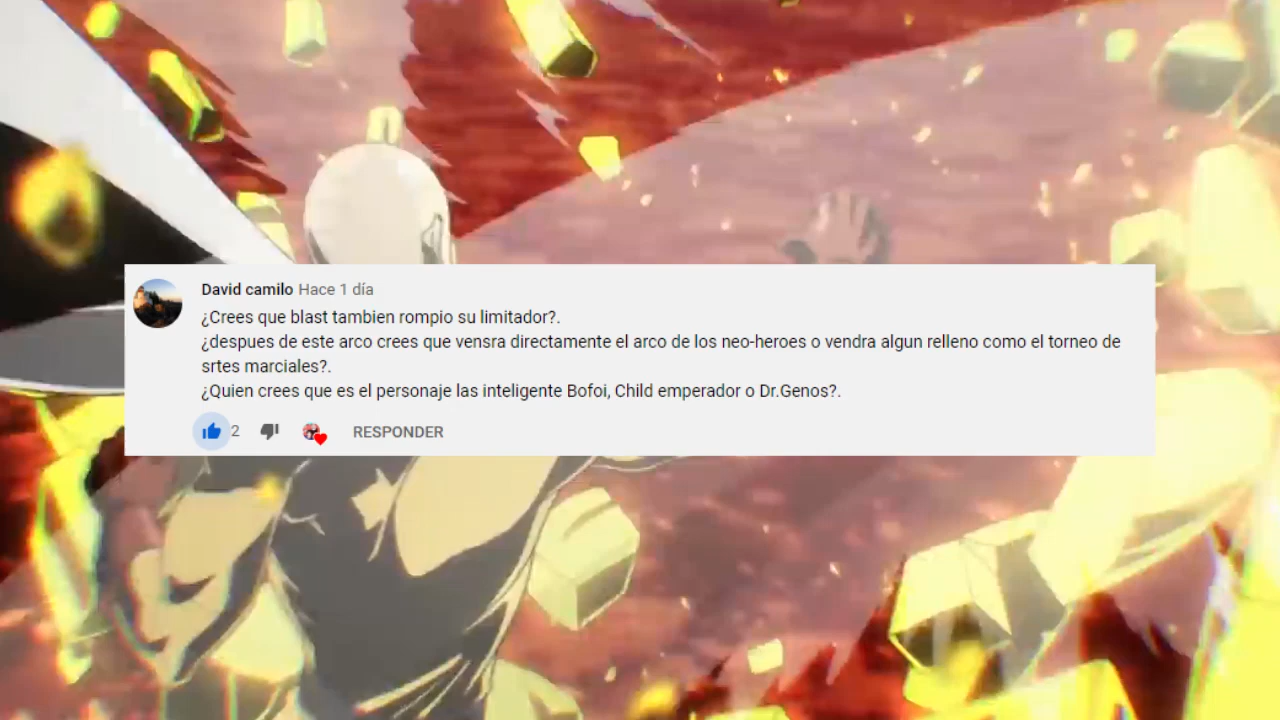 David camilo Hace 1 día
¿Crees que blast tambien rompio su limitador?.
¿despues de este arco crees que vensra directamente el arco de los neo-heroes o vendra algun relleno como el torneo de
srtes marciales?.
¿Quien crees que es el personaje las inteligente Bofoi, Child emperador o Dr.Genos?.
2 RESPONDER